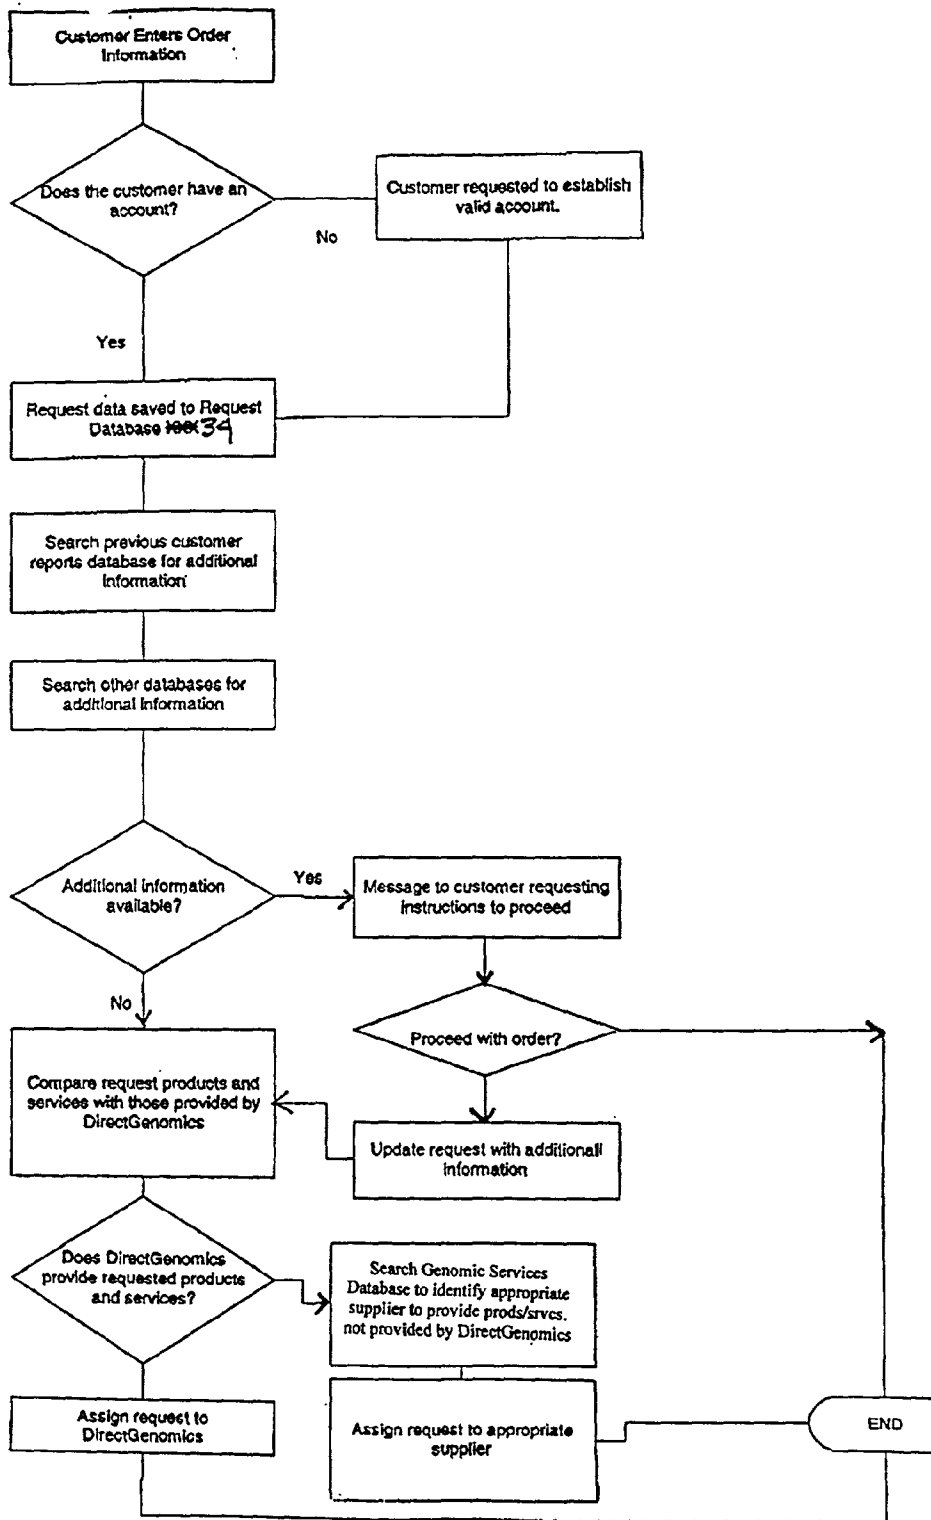 Customer Enters Order
Information
Does the customer have an
account?
Customer requested to establish
valid account.
No
Yes
Request data saved to Request
Database 34
Search previous customer
reports database for additional
Information
Search other databases for
additional Information
Additional Information
available?
Yes
Message to customer requesting
instructions to proceed
No
Proceed with order?
Compare request products and
services with those provided by
DirectGenomics
Update request with additionall
Information
Does DirectGenomics
provide requested products
and services?
Search Genomic Services
Database to identify appropriate
supplier to provide prods/srvcs.
not provided by DirectGenomics
Assign request to
DirectGenomics
Assign request to appropriate
supplier
END